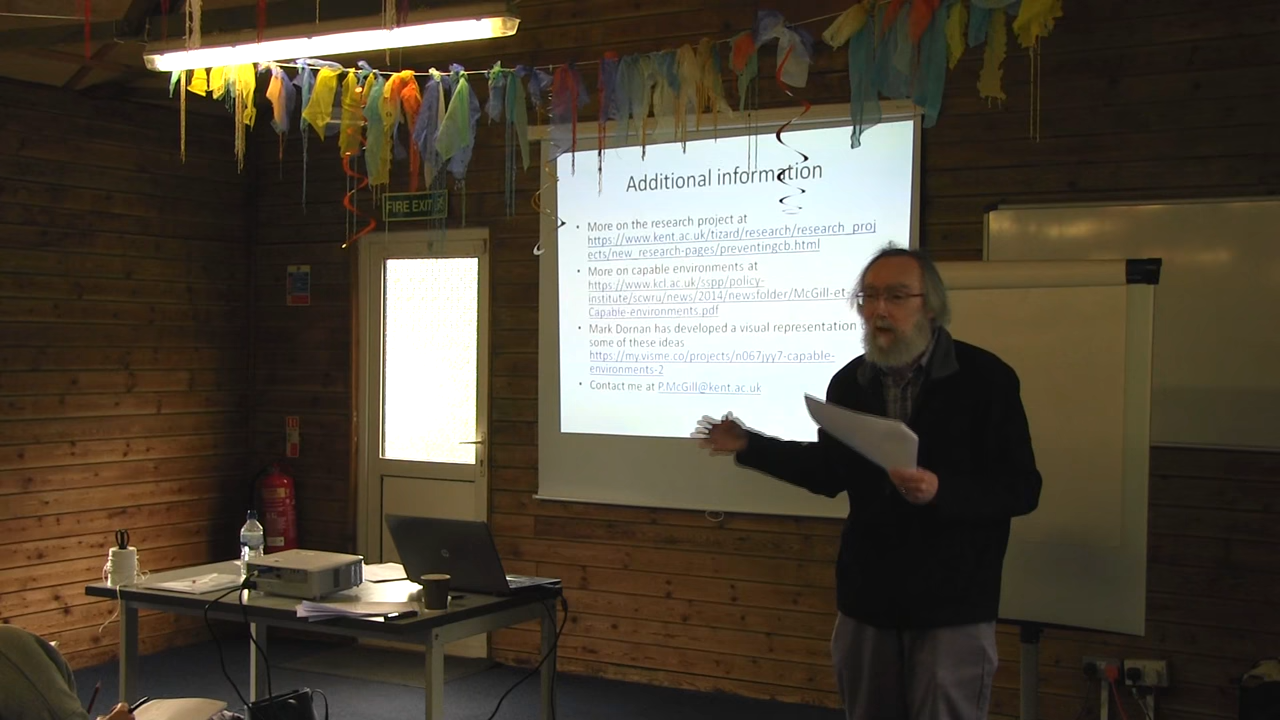 Additional information
FIRE EXIT
• More on the research project at
https://www.kent.ac.uk/tizard/research/research_proj
ects/new_research-pages/preventingcb.html
• More on capable environments at
https://www.kcl.ac.uk/sspp/policy-
institute/scwru/news/2014/newsfolder/McGill-et-
Capable-environments.pdf
• Mark Dornan has developed a visual representation
some of these ideas
https://my.visme.co/projects/n067jyy7-capable-
environments-2
• Contact me at P.McGill@kent.ac.uk